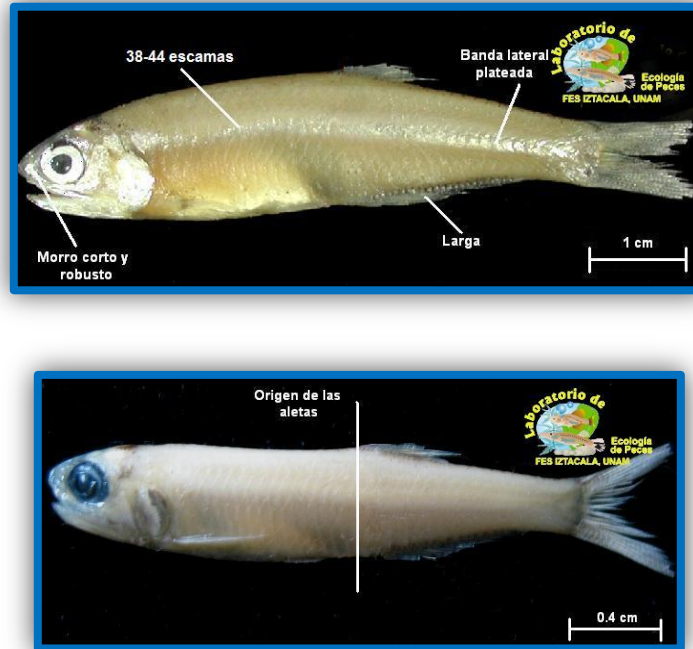 38-44 escamas
Banda lateral
plateada
Laboratorio de
Ecología
de Peces
FES IZTACALA, UNAM
Morro corto y
robusto
Larga
1 cm
Origen de las
aletas
Laboratorio de
Ecología
de Peces
FES IZTACALA, UNAM
0.4 cm